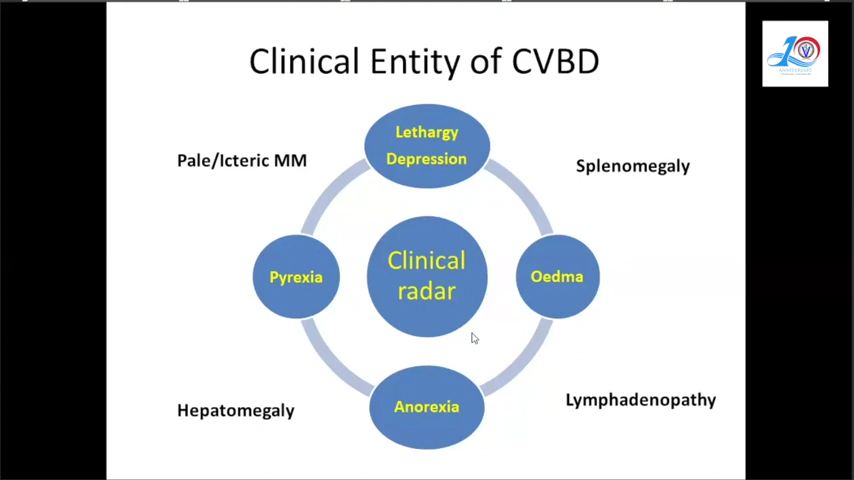 Clinical Entity of CVBD
Lethargy
Depression
Pale/Icteric MM
Splenomegaly
Pyrexia
Clinical
radar
Oedma
Anorexia
Hepatomegaly
Lymphadenopathy